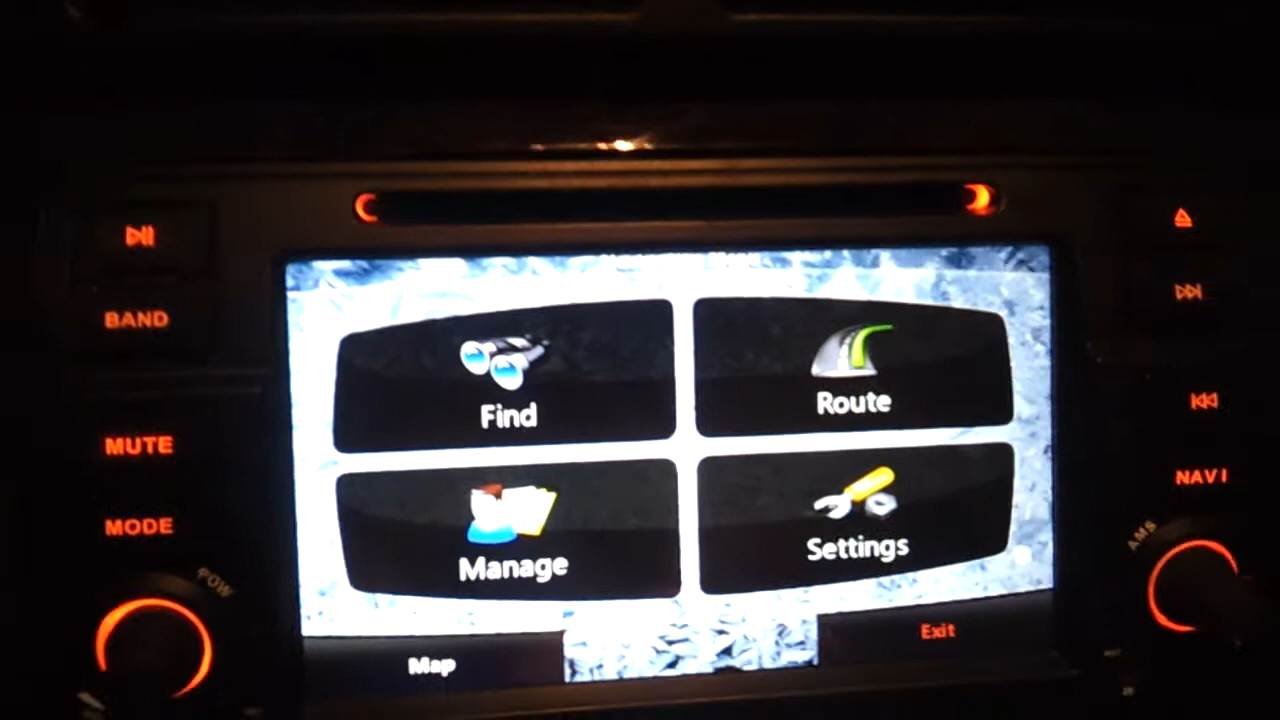 BAND
MUTE
MODE
POW
Find
Route
Manage
Settings
Map
Exit
NAVI
AMS